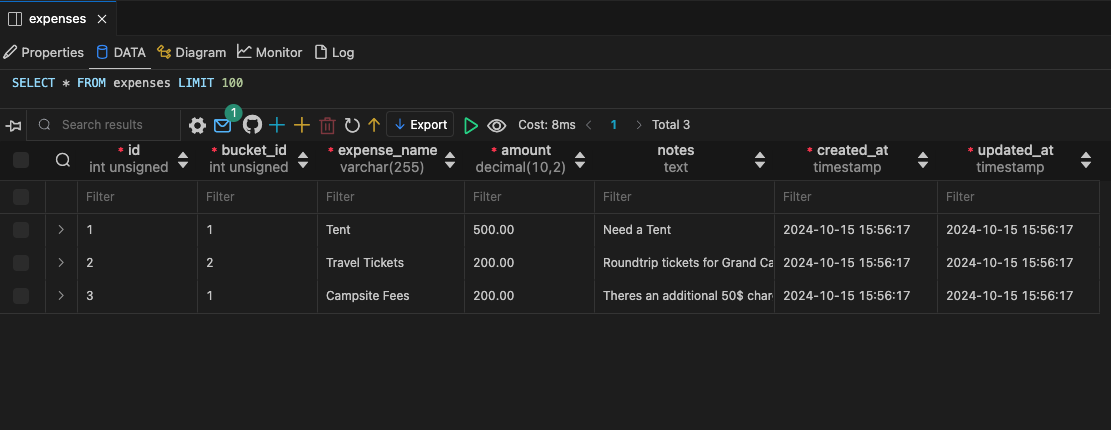 expenses
Properties DATA Diagram Monitor Log
SELECT * FROM expenses LIMIT 100
Search results 1 Export Cost: 8ms 1 Total 3
* id * bucket_id * expense_name * amount notes * created_at * updated_at
int unsigned int unsigned varchar(255) decimal(10,2) text timestamp timestamp
Filter Filter Filter Filter Filter Filter Filter
1 1 Tent 500.00 Need a Tent 2024-10-15 15:56:17 2024-10-15 15:56:17
2 2 Travel Tickets 200.00 Roundtrip tickets for Grand Ca 2024-10-15 15:56:17 2024-10-15 15:56:17
3 1 Campsite Fees 200.00 Theres an additional 50$ char 2024-10-15 15:56:17 2024-10-15 15:56:17